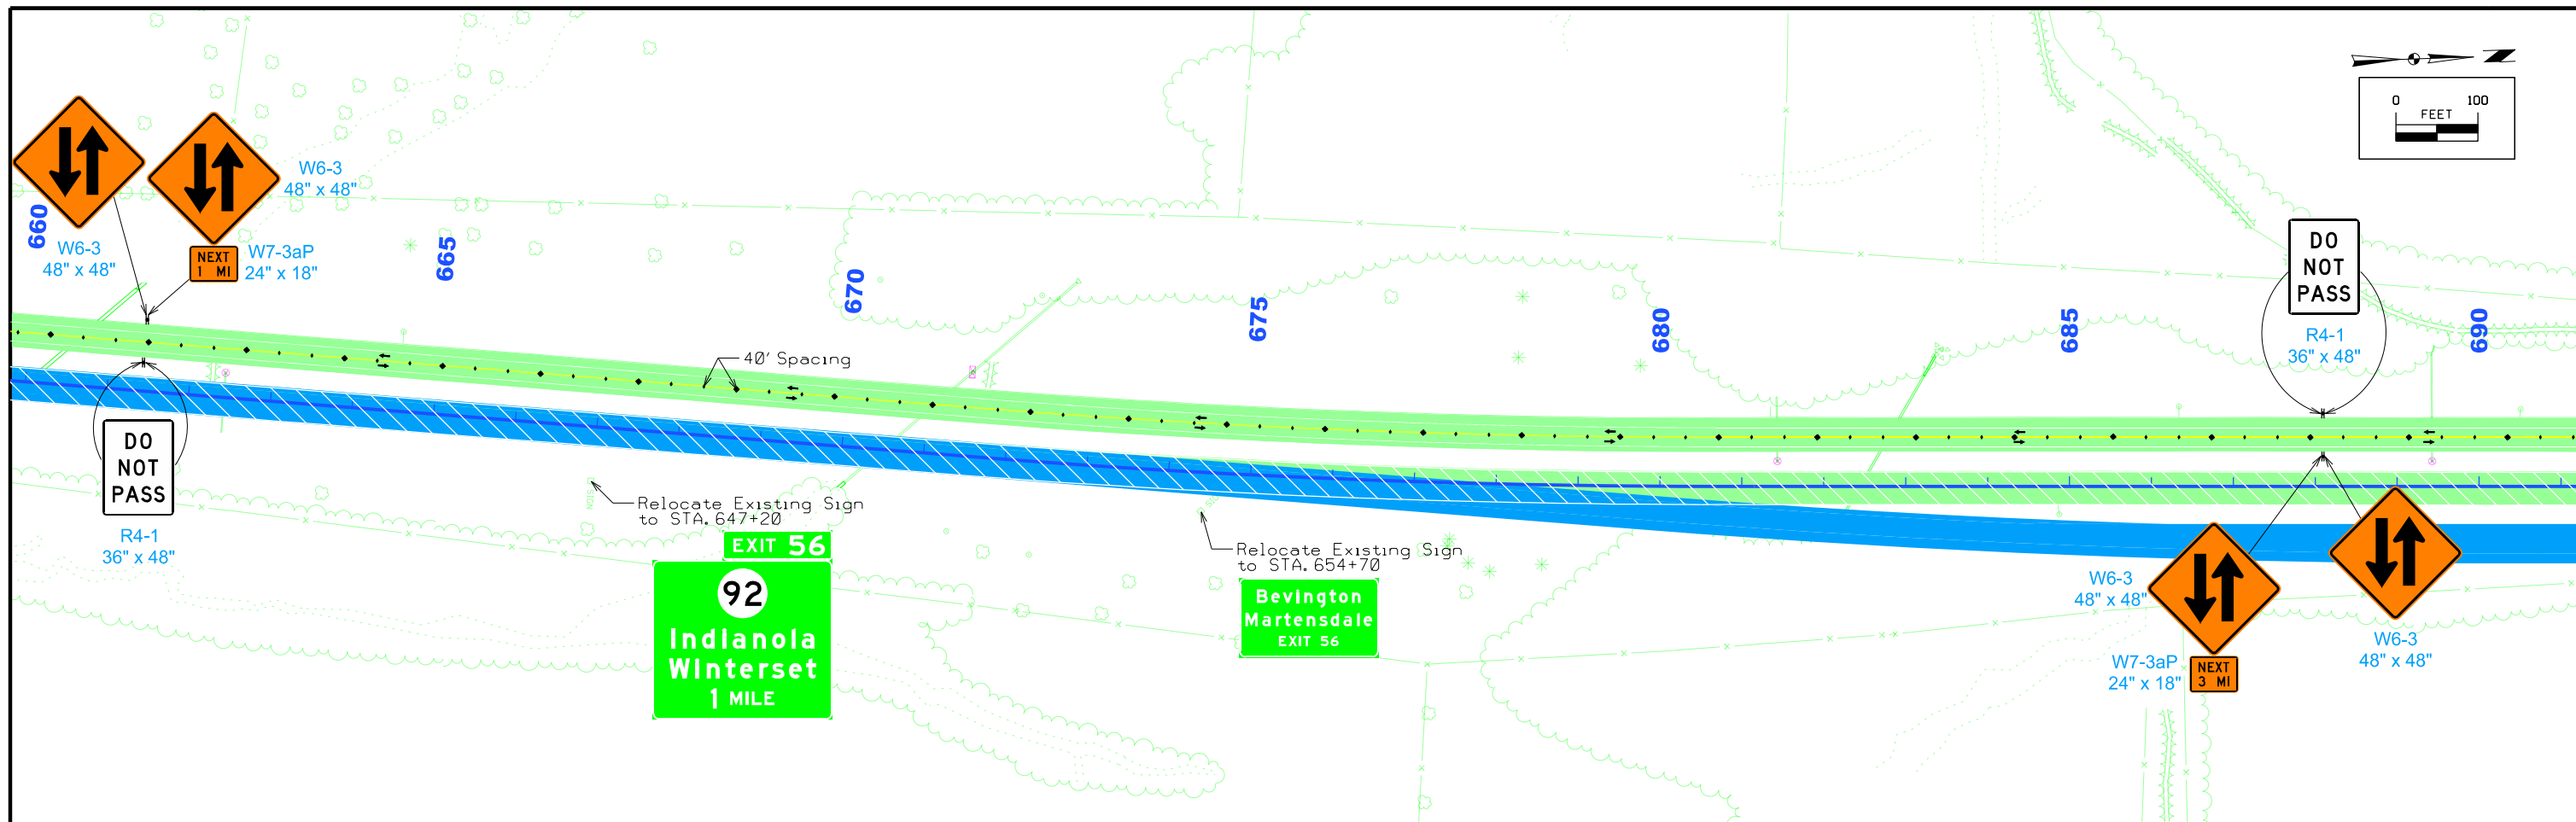 0 100
FEET
W6-3
48" x 48"
660
W6-3
48" x 48"
NEXT
1 MI
W7-3aP
24" x 18"
665
670
675
680
685
690
DO
NOT
PASS
R4-1
36" x 48"
40' Spacing
DO
NOT
PASS
R4-1
36" x 48"
SIGN
Relocate Existing Sign
to STA. 647+20
EXIT 56
92
Indianola
Winterset
1 MILE
Relocate Existing Sign
to STA. 654+70
Bevington
Martensdale
EXIT 56
W6-3
48" x 48"
W7-3aP
24" x 18"
NEXT
3 MI
W6-3
48" x 48"